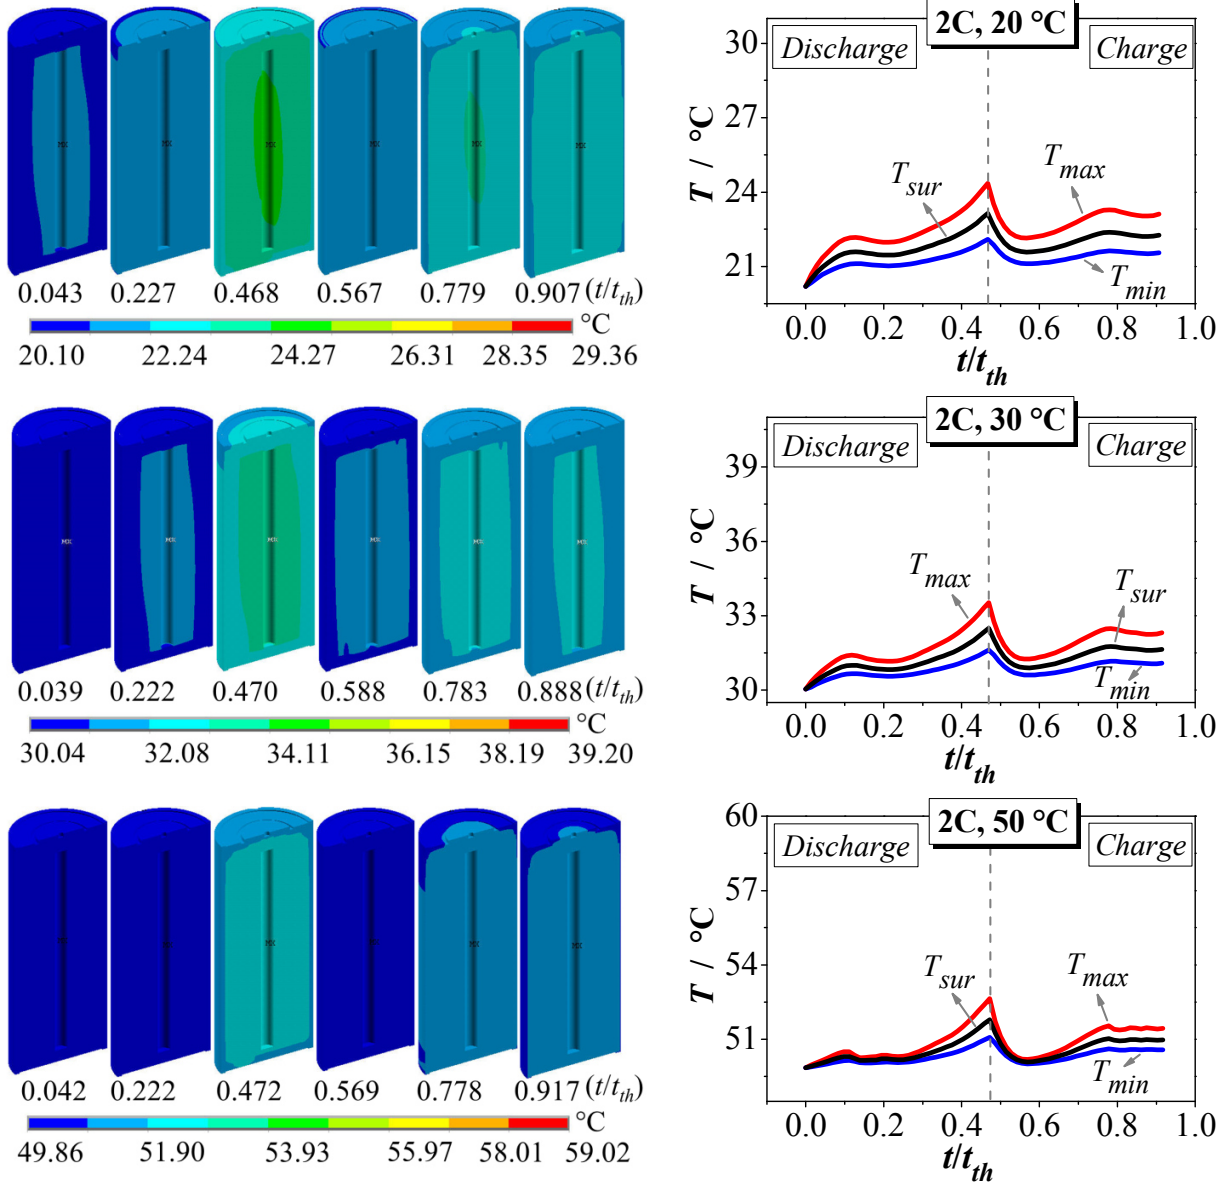 0.043 0.227 0.468 0.567 0.779 0.907 (t/t_th)
°C
20.10 22.24 24.27 26.31 28.35 29.36
2C, 20 °C
Discharge Charge
T / °C
30
27
24
21
T_sur
T_max
T_min
0.0 0.2 0.4 0.6 0.8 1.0
t/t_th
MX
0.039 0.222 0.470 0.588 0.783 0.888 (t/t_th)
°C
30.04 32.08 34.11 36.15 38.19 39.20
2C, 30 °C
Discharge Charge
T / °C
39
36
33
30
T_max
T_sur
T_min
0.0 0.2 0.4 0.6 0.8 1.0
t/t_th
MX
0.042 0.222 0.472 0.569 0.778 0.917 (t/t_th)
°C
49.86 51.90 53.93 55.97 58.01 59.02
2C, 50 °C
Discharge Charge
T / °C
60
57
54
51
T_sur
T_max
T_min
0.0 0.2 0.4 0.6 0.8 1.0
t/t_th